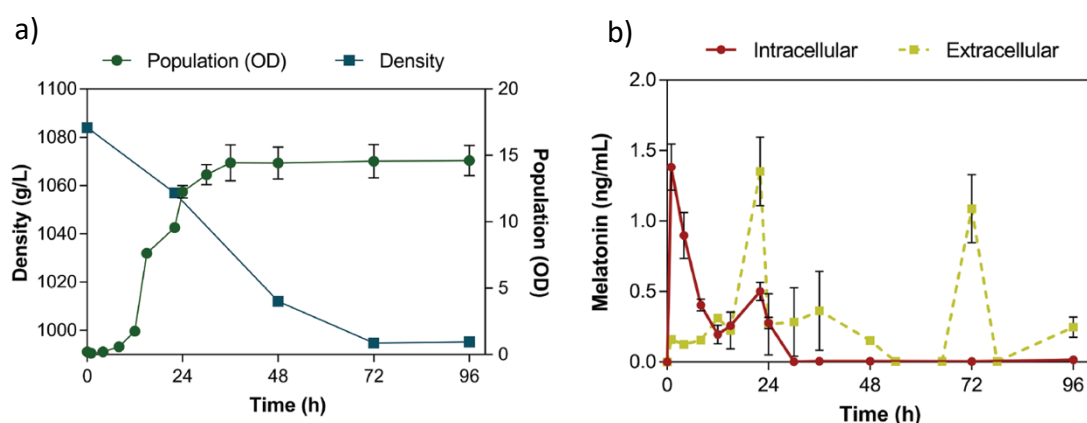 a)
Population (OD) Density
1100
1080
1060
1040
1020
1000
Density (g/L)
20
15
10
5
0
Population (OD)
0 24 48 72 96
Time (h)
b)
Intracellular Extracellular
2.0
1.5
1.0
0.5
0.0
Melatonin (ng/mL)
0 24 48 72 96
Time (h)